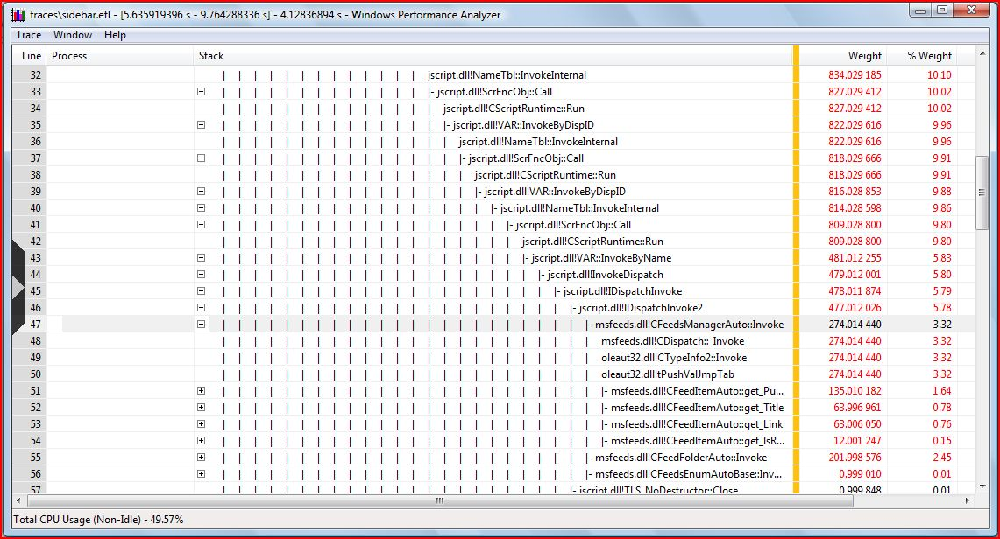 traces\sidebar.etl - [5.635919396 s - 9.764288336 s] - 4.12836894 s - Windows Performance Analyzer
Trace Window Help
Line Process Stack Weight % Weight
32 jscript.dll!NameTbl::InvokeInternal 834.029 185 10.10
33 |- jscript.dll!ScrFncObj::Call 827.029 412 10.02
34 jscript.dll!CScriptRuntime::Run 827.029 412 10.02
35 |- jscript.dll!VAR::InvokeByDispID 822.029 616 9.96
36 jscript.dll!NameTbl::InvokeInternal 822.029 616 9.96
37 |- jscript.dll!ScrFncObj::Call 818.029 666 9.91
38 jscript.dll!CScriptRuntime::Run 818.029 666 9.91
39 |- jscript.dll!VAR::InvokeByDispID 816.028 853 9.88
40 |- jscript.dll!NameTbl::InvokeInternal 814.028 598 9.86
41 |- jscript.dll!ScrFncObj::Call 809.028 800 9.80
42 jscript.dll!CScriptRuntime::Run 809.028 800 9.80
43 |- jscript.dll!VAR::InvokeByName 481.012 255 5.83
44 |- jscript.dll!InvokeDispatch 479.012 001 5.80
45 |- jscript.dll!IDispatchInvoke 478.011 874 5.79
46 |- jscript.dll!IDispatchInvoke2 477.012 026 5.78
47 |- msfeeds.dll!CFeedsManagerAuto::Invoke 274.014 440 3.32
48 msfeeds.dll!CDispatch::_Invoke 274.014 440 3.32
49 oleaut32.dll!CTypeInfo2::Invoke 274.014 440 3.32
50 oleaut32.dll!tPushValJmpTab 274.014 440 3.32
51 |- msfeeds.dll!CFeedItemAuto::get_Pu... 135.010 182 1.64
52 |- msfeeds.dll!CFeedItemAuto::get_Title 63.996 961 0.78
53 |- msfeeds.dll!CFeedItemAuto::get_Link 63.006 050 0.76
54 |- msfeeds.dll!CFeedItemAuto::get_IsR... 12.001 247 0.15
55 |- msfeeds.dll!CFeedFolderAuto::Invoke 201.998 576 2.45
56 |- msfeeds.dll!CFeedsEnumAutoBase::Inv... 0.999 010 0.01
57 |- jscript.dll!TLS_NoDestructor::Close 0.999 848 0.01
Total CPU Usage (Non-Idle) - 49.57%